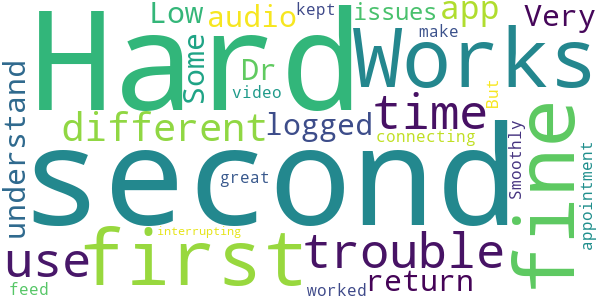 Low
audio
kept
issues
app
Very
Hard
Some
Dr
video
make
Works
But
understand
different
logged
time
connecting
second
great
Smoothly
fine
appointment
use
first
interrupting
trouble
return
feed
worked